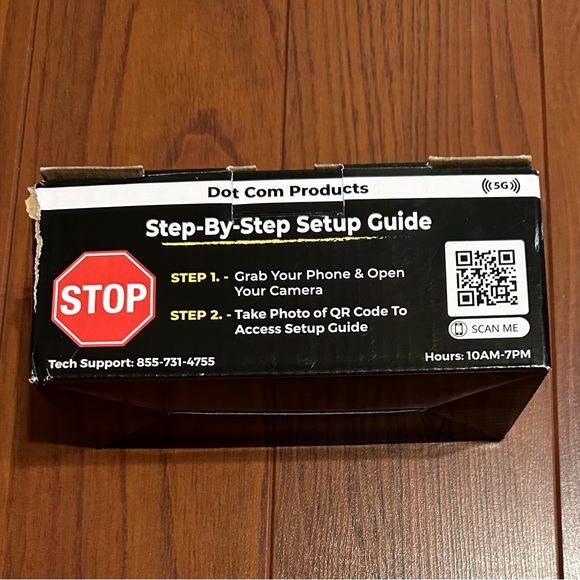 Dot Com Products
5G
Step-By-Step Setup Guide
STOP
STEP 1. - Grab Your Phone & Open
Your Camera
STEP 2. - Take Photo of QR Code To
Access Setup Guide
SCAN ME
Tech Support: 855-731-4755
Hours: 10AM-7PM